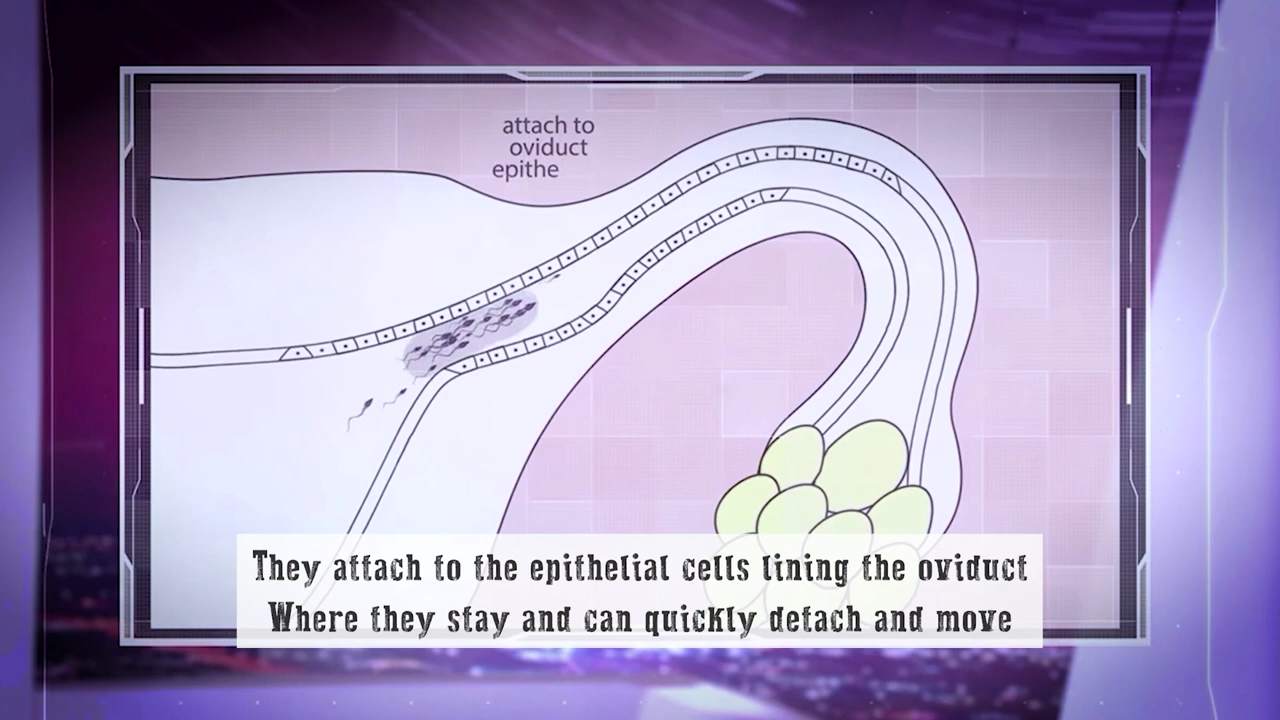 attach to
oviduct
epithe
They attach to the epithelial cells lining the oviduct
Where they stay and can quickly detach and move